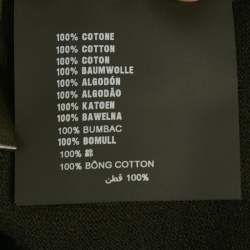 100% COTONE
100% COTTON
100% COTON
100% BAUMWOLLE
100% ALGODÓN
100% ALGODÃO
100% KATOEN
100% BAWELNA
100% BUMBAC
100% BOMULL
100% 棉
100% BÔNG COTTON
100% قطن